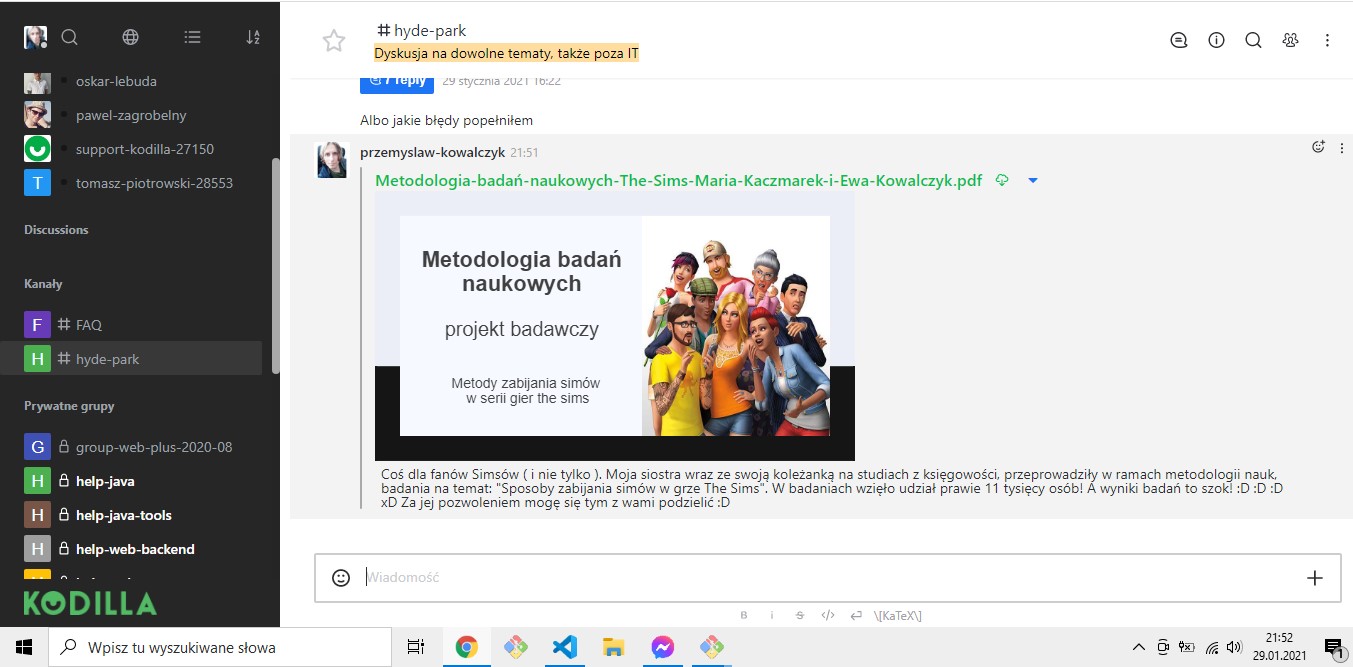 oskar-lebuda
pawel-zagrobelny
support-kodilla-27150
T tomasz-piotrowski-28553
Discussions
Kanały
F # FAQ
H # hyde-park
Prywatne grupy
G group-web-plus-2020-08
H help-java
H help-java-tools
H help-web-backend
KODILLA
# hyde-park
Dyskusja na dowolne tematy, także poza IT
7 reply 29 stycznia 2021 16:22
Albo jakie błędy popełniłem
przemyslaw-kowalczyk 21:51
Metodologia-badań-naukowych-The-Sims-Maria-Kaczmarek-i-Ewa-Kowalczyk.pdf
Metodologia badań
naukowych
projekt badawczy
Metody zabijania simów
w serii gier the sims
Coś dla fanów Simsów ( i nie tylko ). Moja siostra wraz ze swoją koleżanką na studiach z księgowości, przeprowadziły w ramach metodologii nauk,
badania na temat: "Sposoby zabijania simów w grze The Sims". W badaniach wzięło udział prawie 11 tysięcy osób! A wyniki badań to szok! :D :D :D
xD Za jej pozwoleniem mogę się tym z wami podzielić :D
Wiadomość
B i S </> \[KaTeX\]
Wpisz tu wyszukiwane słowa
21:52
29.01.2021
1